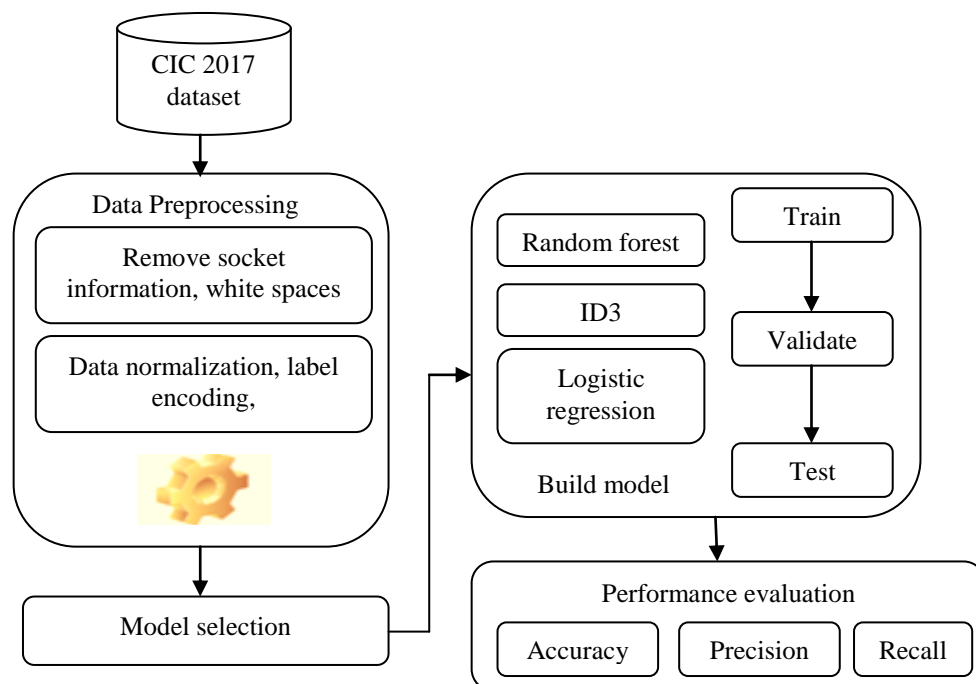 CIC 2017
dataset
Data Preprocessing
Remove socket
information, white spaces
Data normalization, label
encoding,
Model selection
Random forest
ID3
Logistic
regression
Build model
Train
Validate
Test
Performance evaluation
Accuracy
Precision
Recall